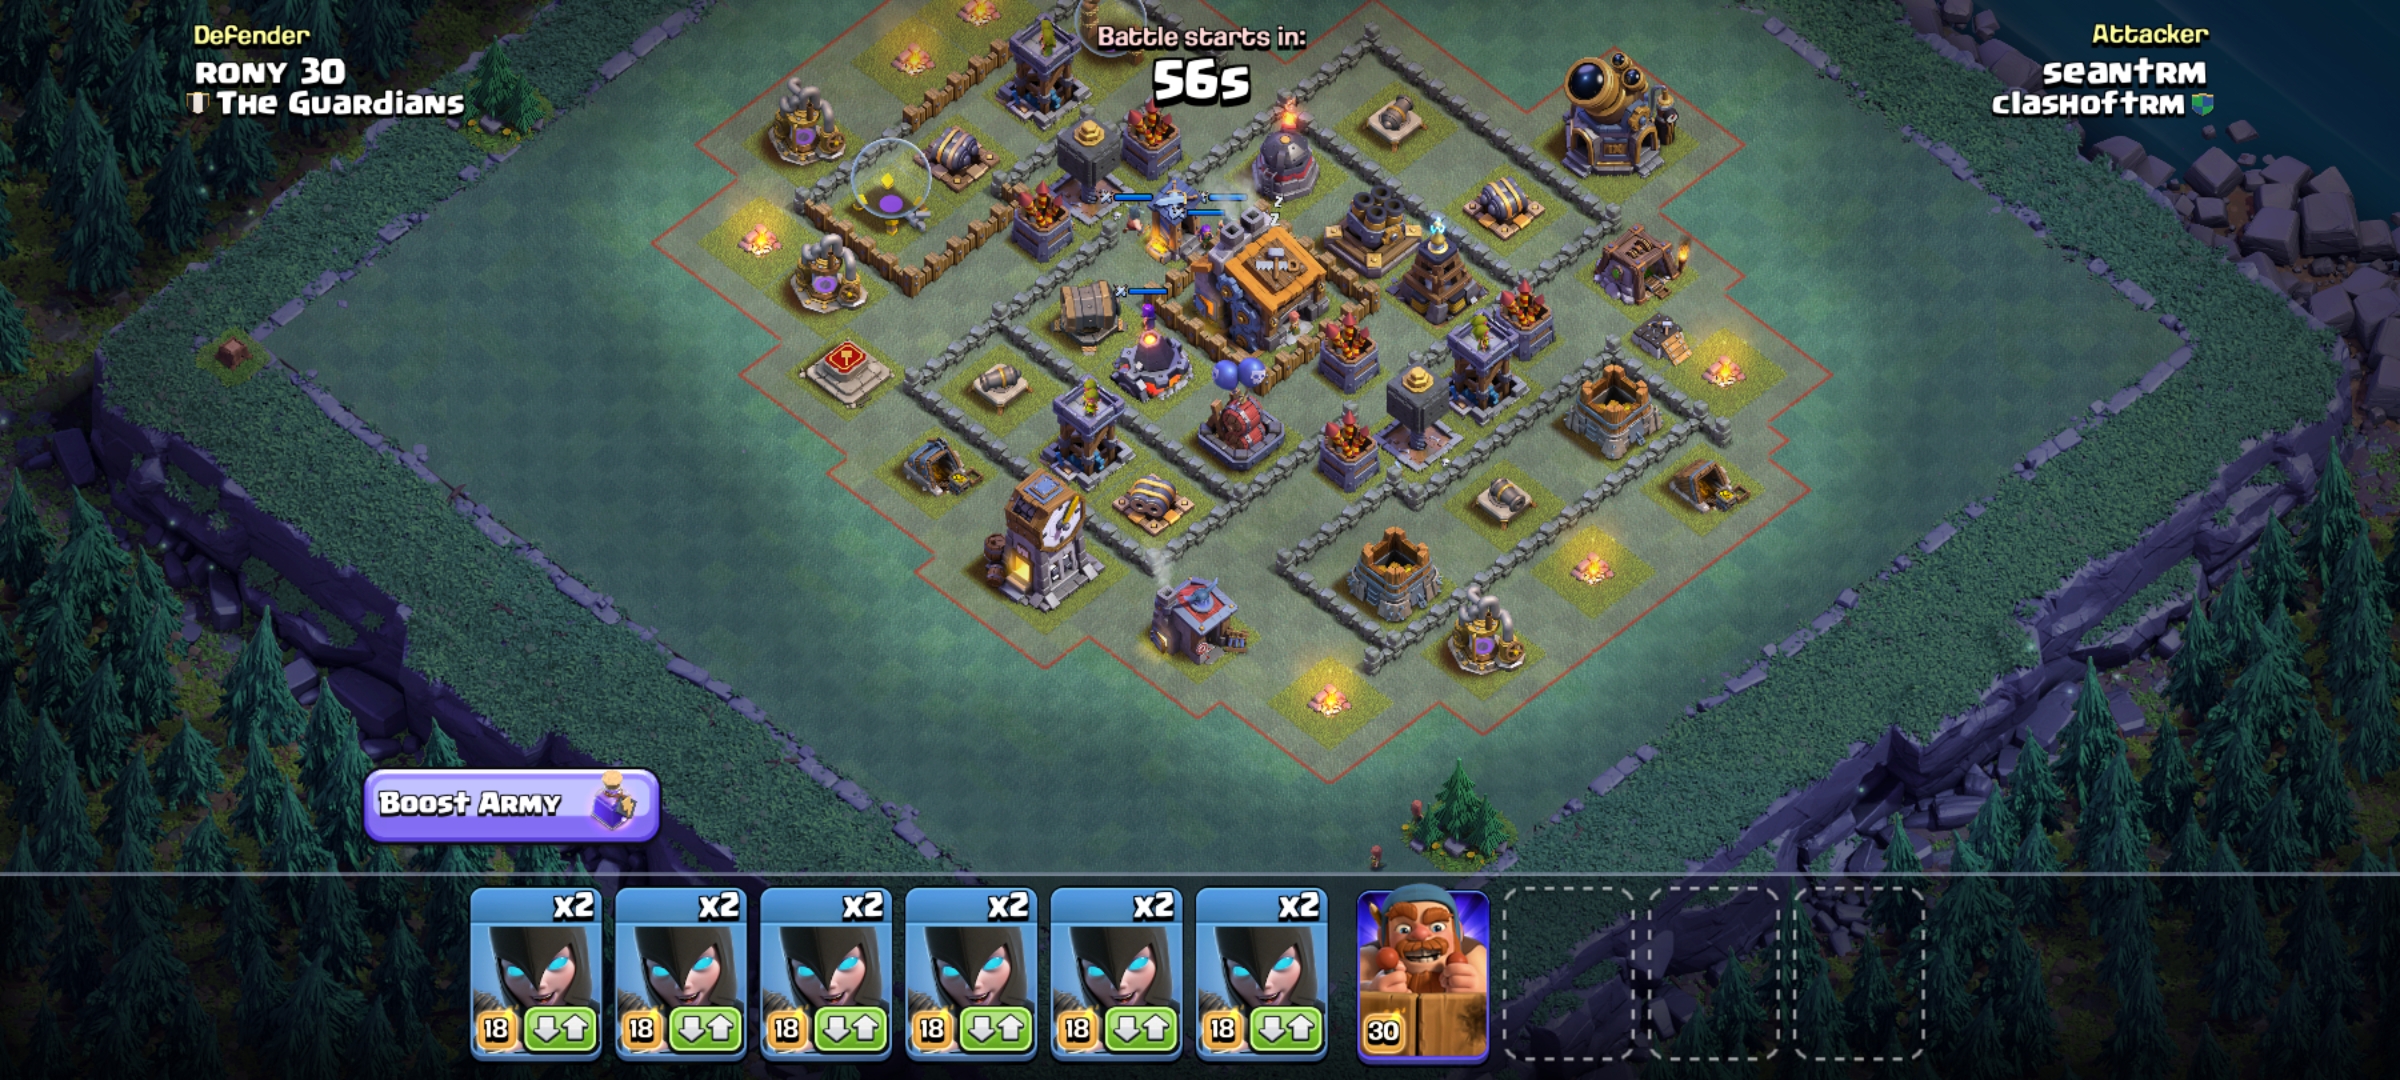 Defender
RONY 30
The Guardians
Battle starts in:
56s
Attacker
seantRM
clashoftRM
Boost Army
x2
x2
x2
x2
x2
x2
18
18
18
18
18
18
30